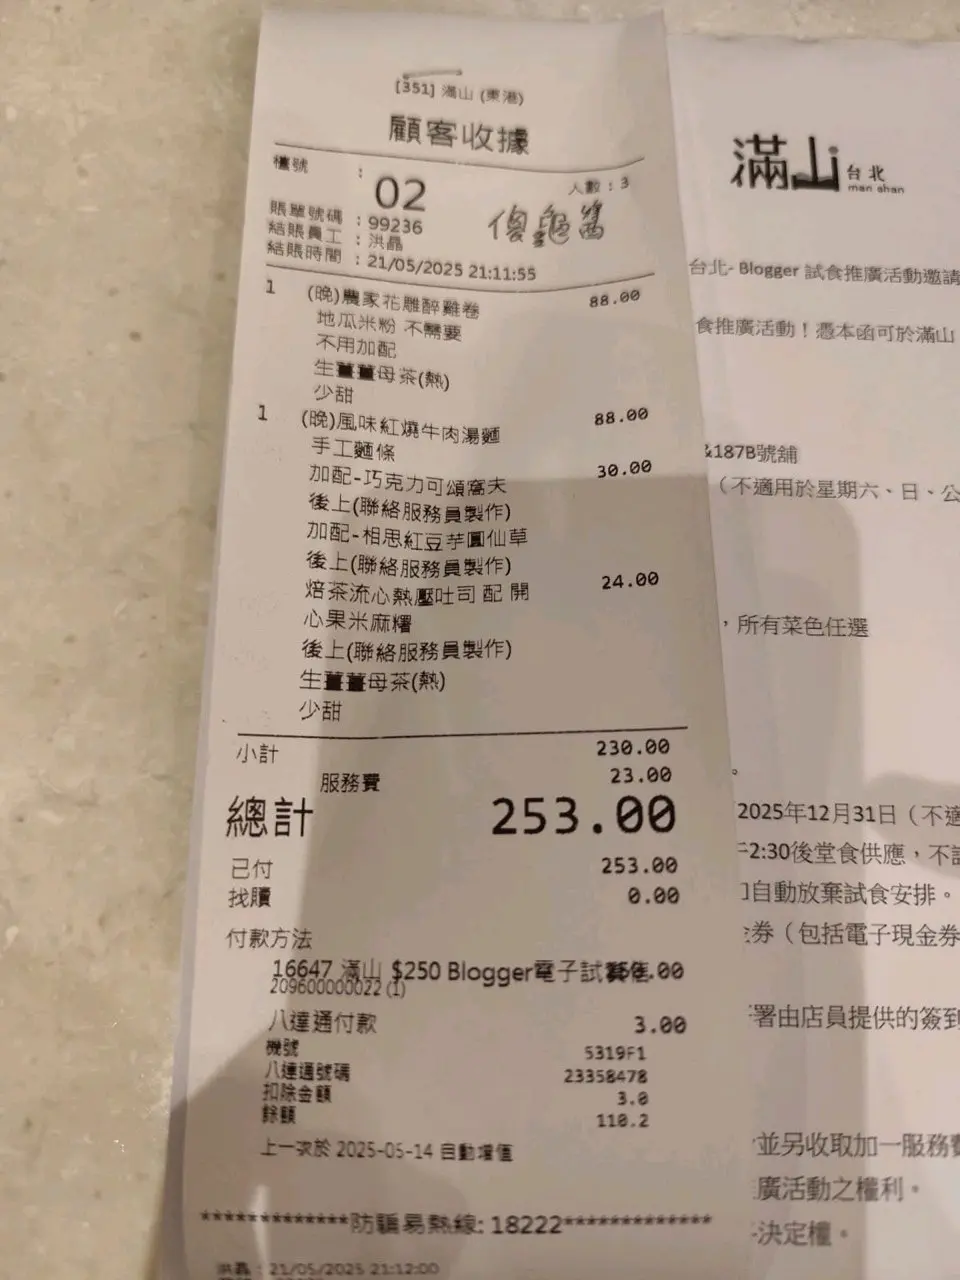 [351] 滿山 (東港)
顧客收據
檯號 : 02 人數 : 3
賬單號碼 : 99236
結賬員工 : 洪晶
結賬時間 : 21/05/2025 21:11:55
1 (晚)農家花雕醉雞卷 88.00
地瓜米粉 不需要
不用加配
生薑薑母茶(熱)
少甜
1 (晚)風味紅燒牛肉湯麵 88.00
手工麵條
加配-巧克力可頌窩夫 30.00
後上(聯絡服務員製作)
加配-相思紅豆芋圓仙草
後上(聯絡服務員製作)
焙茶流心熱壓吐司 配 開 24.00
心果米麻糬
後上(聯絡服務員製作)
生薑薑母茶(熱)
少甜
小計 230.00
服務費 23.00
總計 253.00
已付 253.00
找贖 0.00
付款方法
16647 滿山 $250 Blogger電子試
209600000022 (1)
八達通付款 3.00
機號 5319F1
八達通號碼 23358478
扣除金額 3.0
餘額 110.2
上一次於 2025-05-14 自動增值
*************防騙易熱線: 18222*************
洪晶 : 21/05/2025 21:12:00
滿山 台北
man shan
台北- Blogger 試食推廣活動邀請
食推廣活動！憑本函可於滿山
&187B號舖
（不適用於星期六、日、公
，所有菜色任選
。
2025年12月31日（不適
2:30後堂食供應，不
自動放棄試食安排。
券（包括電子現金券
署由店員提供的簽到
並另收取加一服務費
廣活動之權利。
決定權。